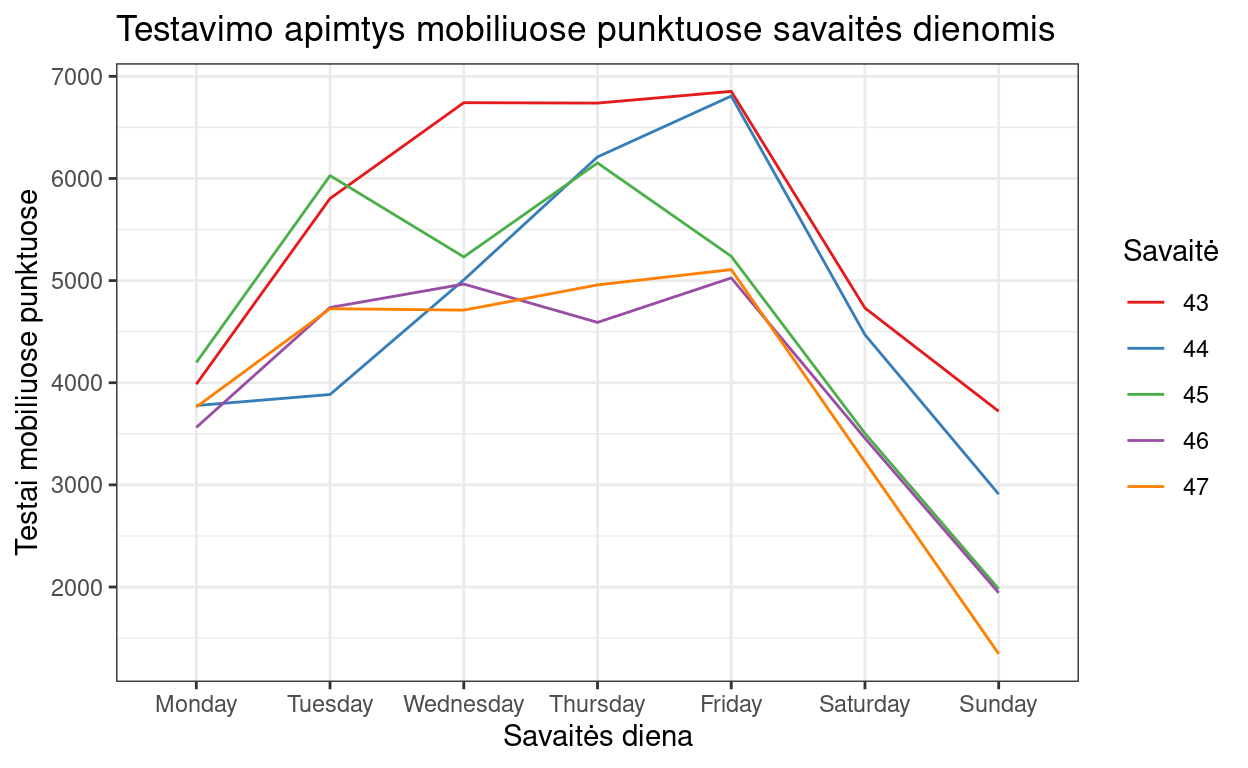 Testavimo apimtys mobiliuose punktuose savaitės dienomis
Testai mobiliuose punktuose
7000
6000
5000
4000
3000
2000
Monday Tuesday Wednesday Thursday Friday Saturday Sunday
Savaitės diena
Savaitė
43
44
45
46
47